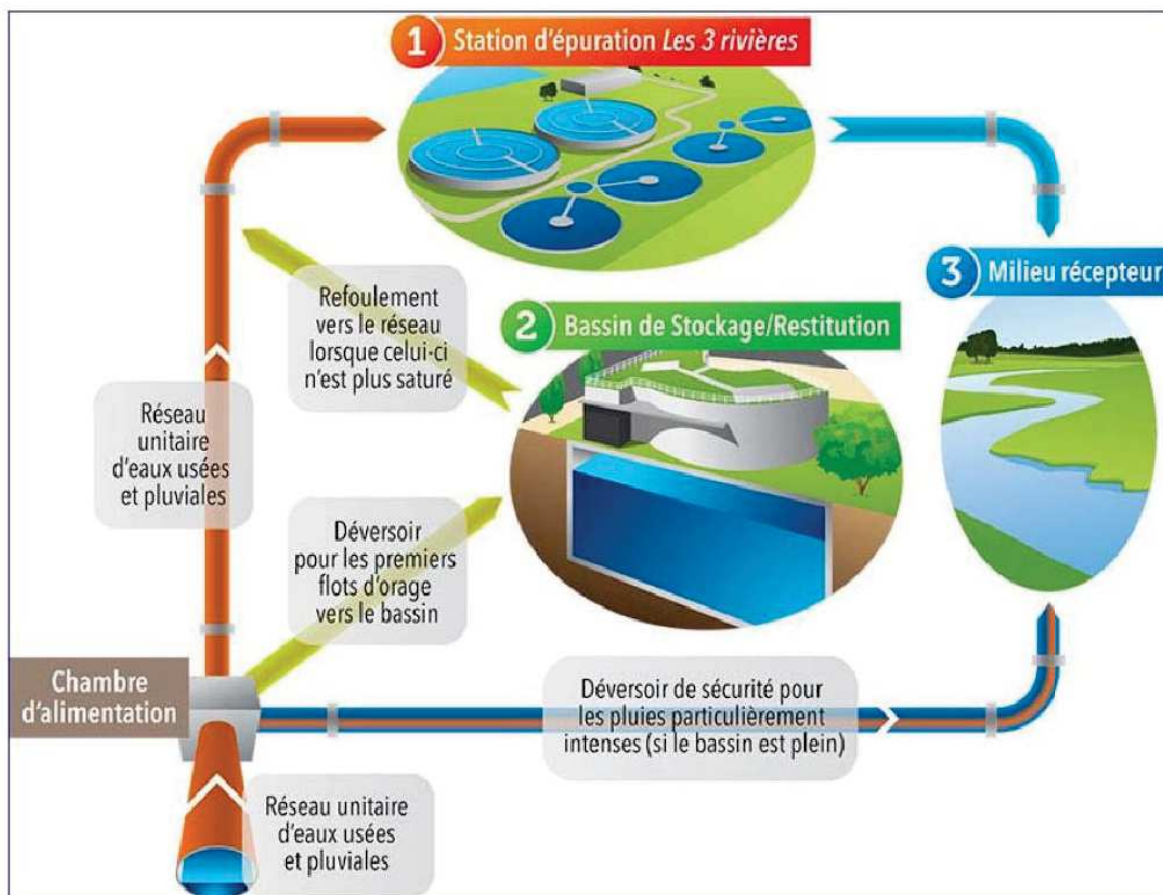 1 Station d'épuration Les 3 rivières
3 Milieu récepteur
2 Bassin de Stockage/Restitution
Refoulement
vers le réseau
lorsque celui-ci
n'est plus saturé
Réseau
unitaire
d'eaux usées
et pluviales
Déversoir
pour les premiers
flots d'orage
vers le bassin
Chambre
d'alimentation
Déversoir de sécurité pour
les pluies particulièrement
intenses (si le bassin est plein)
Réseau unitaire
d'eaux usées
et pluviales